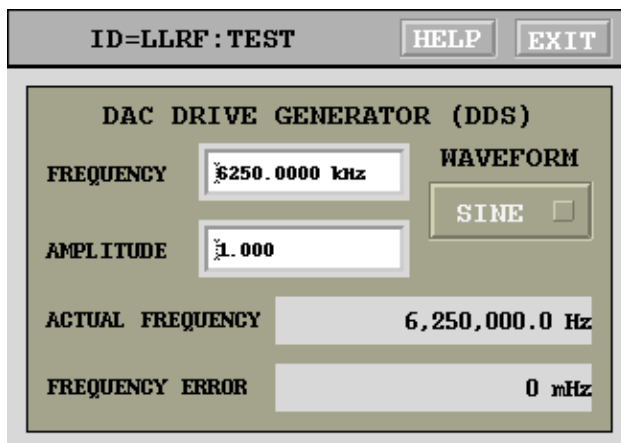 ID=LLRF:TEST HELP EXIT
DAC DRIVE GENERATOR (DDS)
FREQUENCY 6250.0000 kHz WAVEFORM
SINE
AMPLITUDE 1.000
ACTUAL FREQUENCY 6,250,000.0 Hz
FREQUENCY ERROR 0 mHz